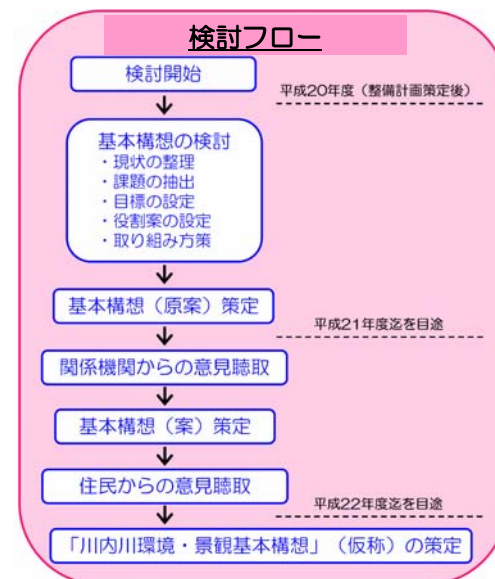 検討フロー
検討開始
平成20年度（整備計画策定後）
基本構想の検討
・現状の整理
・課題の抽出
・目標の設定
・役割案の設定
・取り組み方策
基本構想（原案）策定
平成21年度迄を目途
関係機関からの意見聴取
基本構想（案）策定
住民からの意見聴取
平成22年度迄を目途
「川内川環境・景観基本構想」（仮称）の策定